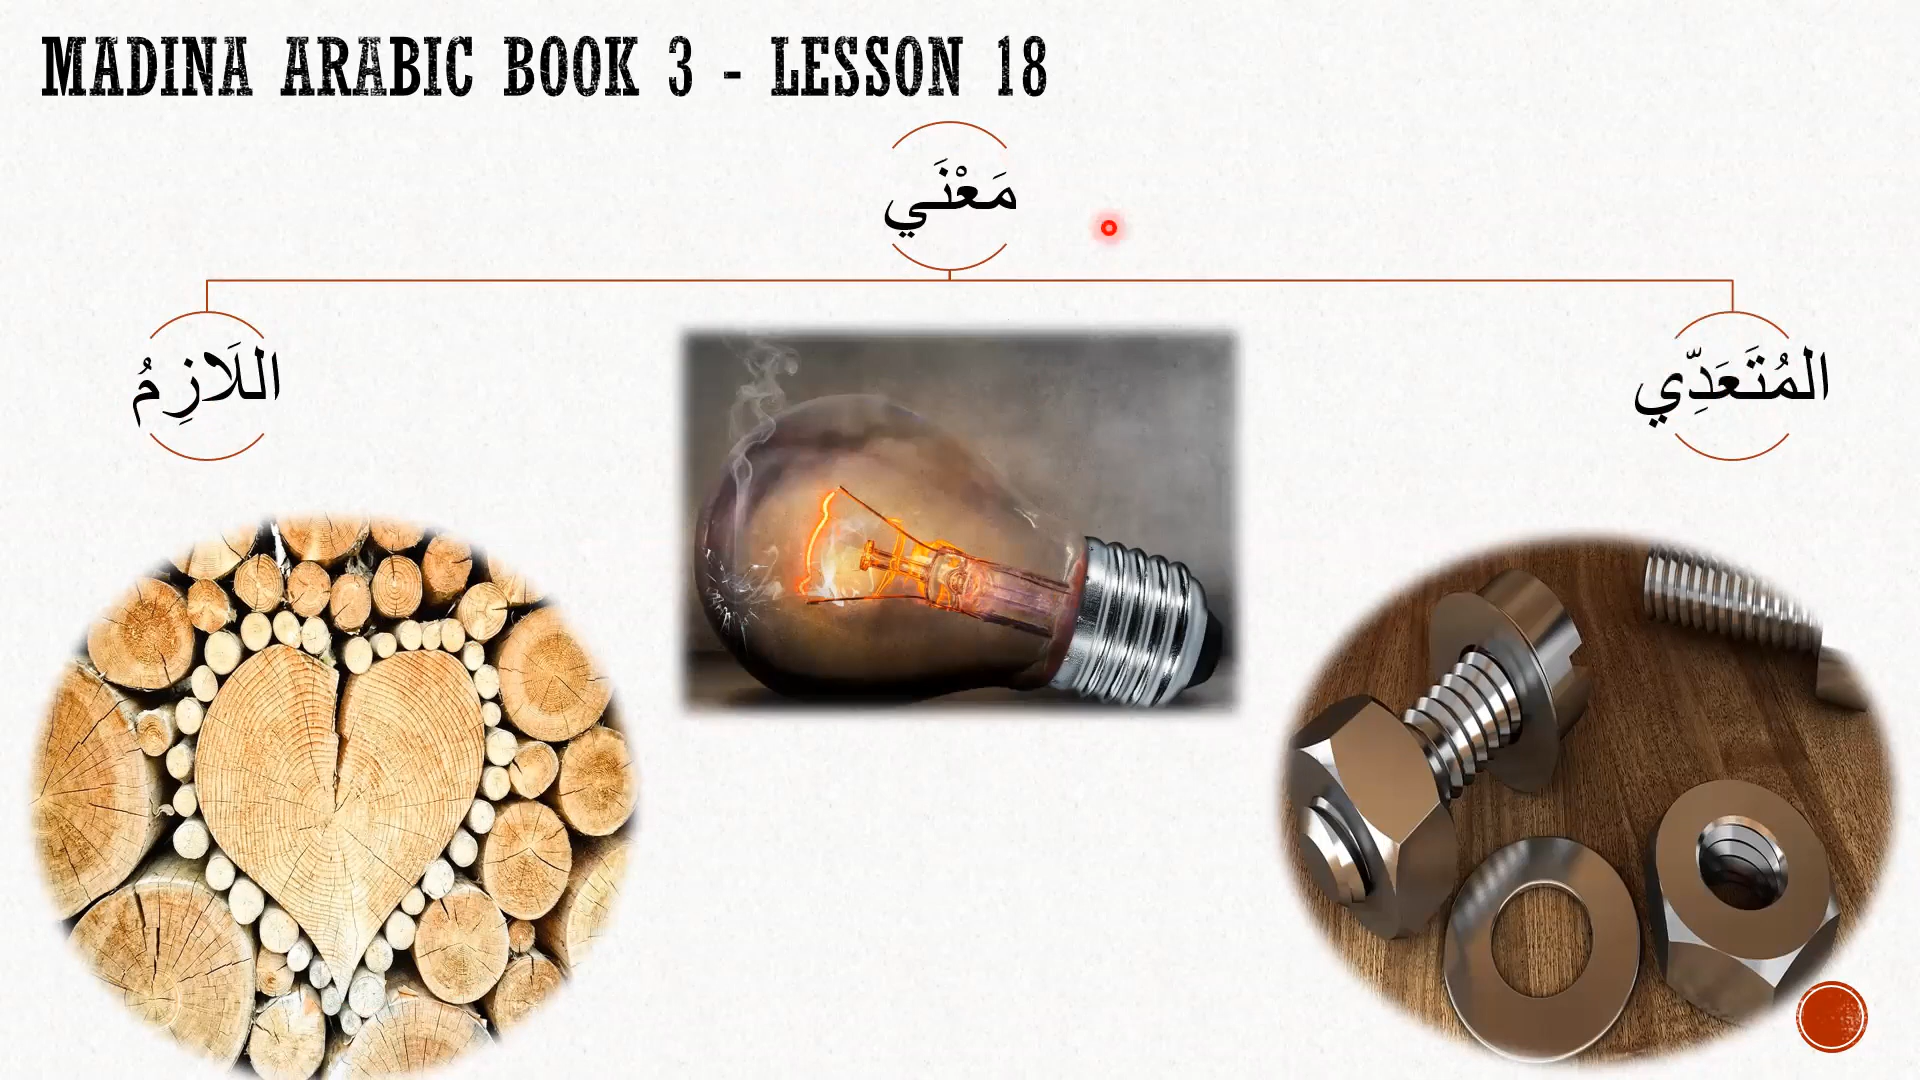 MADINA ARABIC BOOK 3 - LESSON 18
مَعْنَي
المُتَعَدِّي
اللَازِمُ